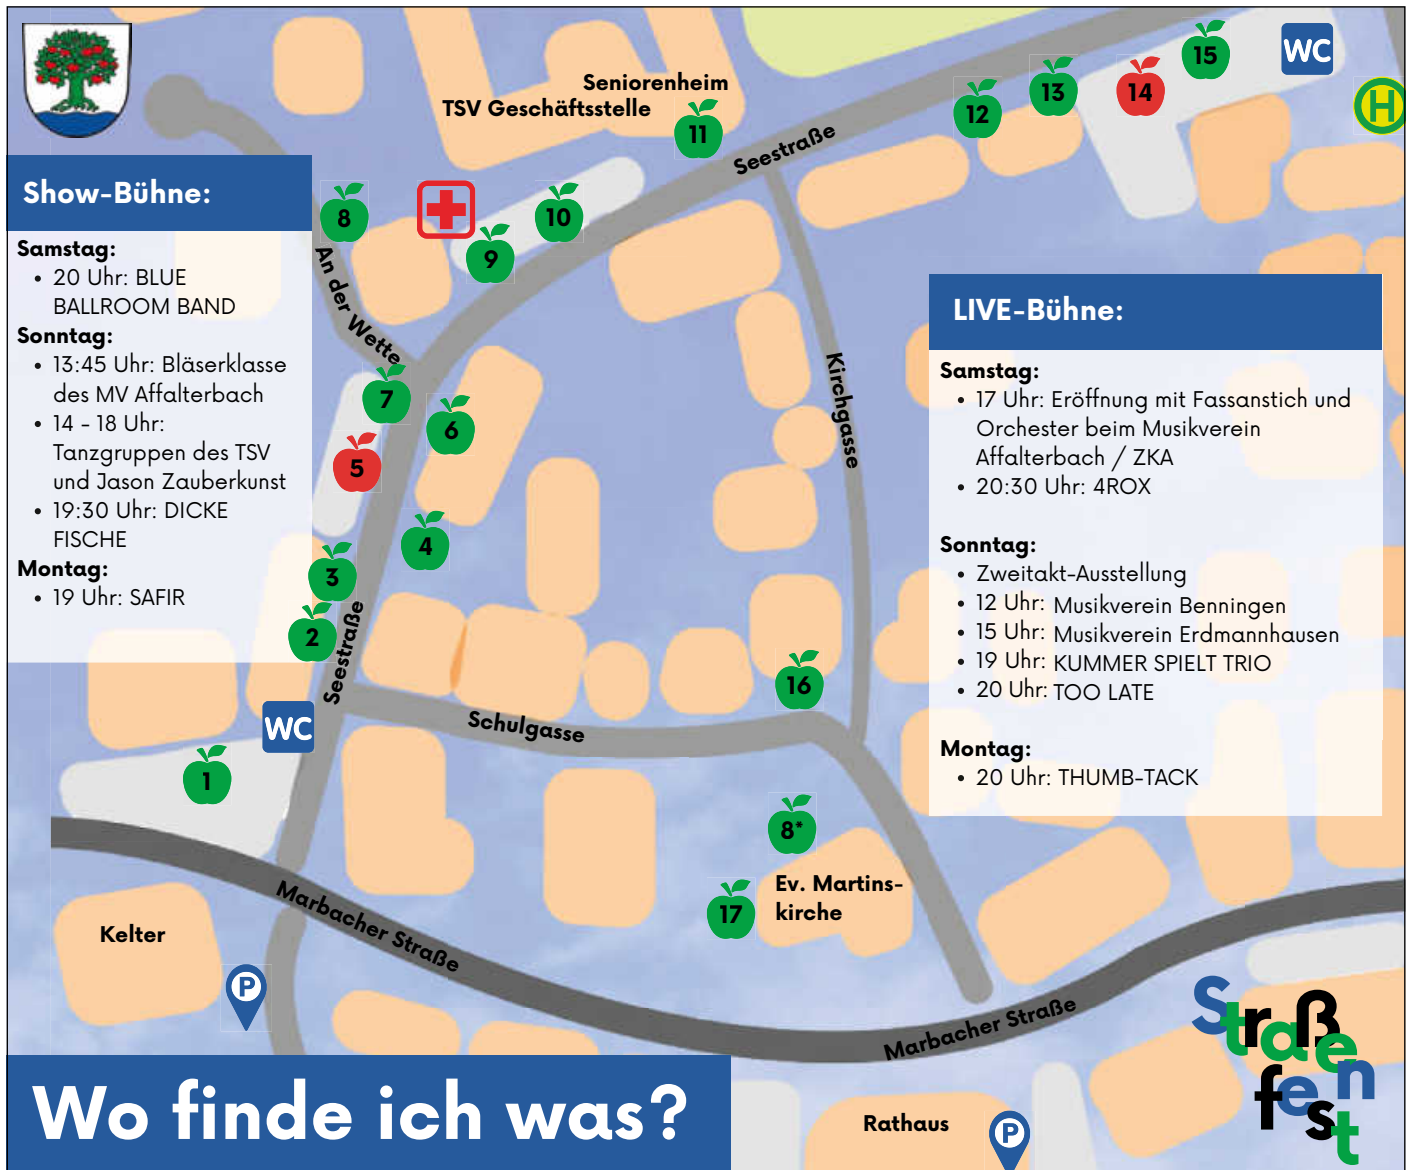 Seniorenheim
TSV Geschäftsstelle
11
12
13
14
15
WC
H
Seestraße
Show-Bühne:
Samstag:
• 20 Uhr: BLUE
BALLROOM BAND
Sonntag:
• 13:45 Uhr: Bläserklasse
des MV Affalterbach
• 14 - 18 Uhr:
Tanzgruppen des TSV
und Jason Zauberkunst
• 19:30 Uhr: DICKE
FISCHE
Montag:
• 19 Uhr: SAFIR
8
9
10
An der Wette
7
6
5
4
3
2
Seestraße
Kirchgasse
LIVE-Bühne:
Samstag:
• 17 Uhr: Eröffnung mit Fassanstich und
Orchester beim Musikverein
Affalterbach / ZKA
• 20:30 Uhr: 4ROX
Sonntag:
• Zweitakt-Ausstellung
• 12 Uhr: Musikverein Benningen
• 15 Uhr: Musikverein Erdmannhausen
• 19 Uhr: KUMMER SPIELT TRIO
• 20 Uhr: TOO LATE
Montag:
• 20 Uhr: THUMB-TACK
16
WC
Schulgasse
1
8*
Ev. Martins-
kirche
17
Marbacher Straße
Kelter
P
Marbacher Straße
Straßenfest
Wo finde ich was?
Rathaus
P